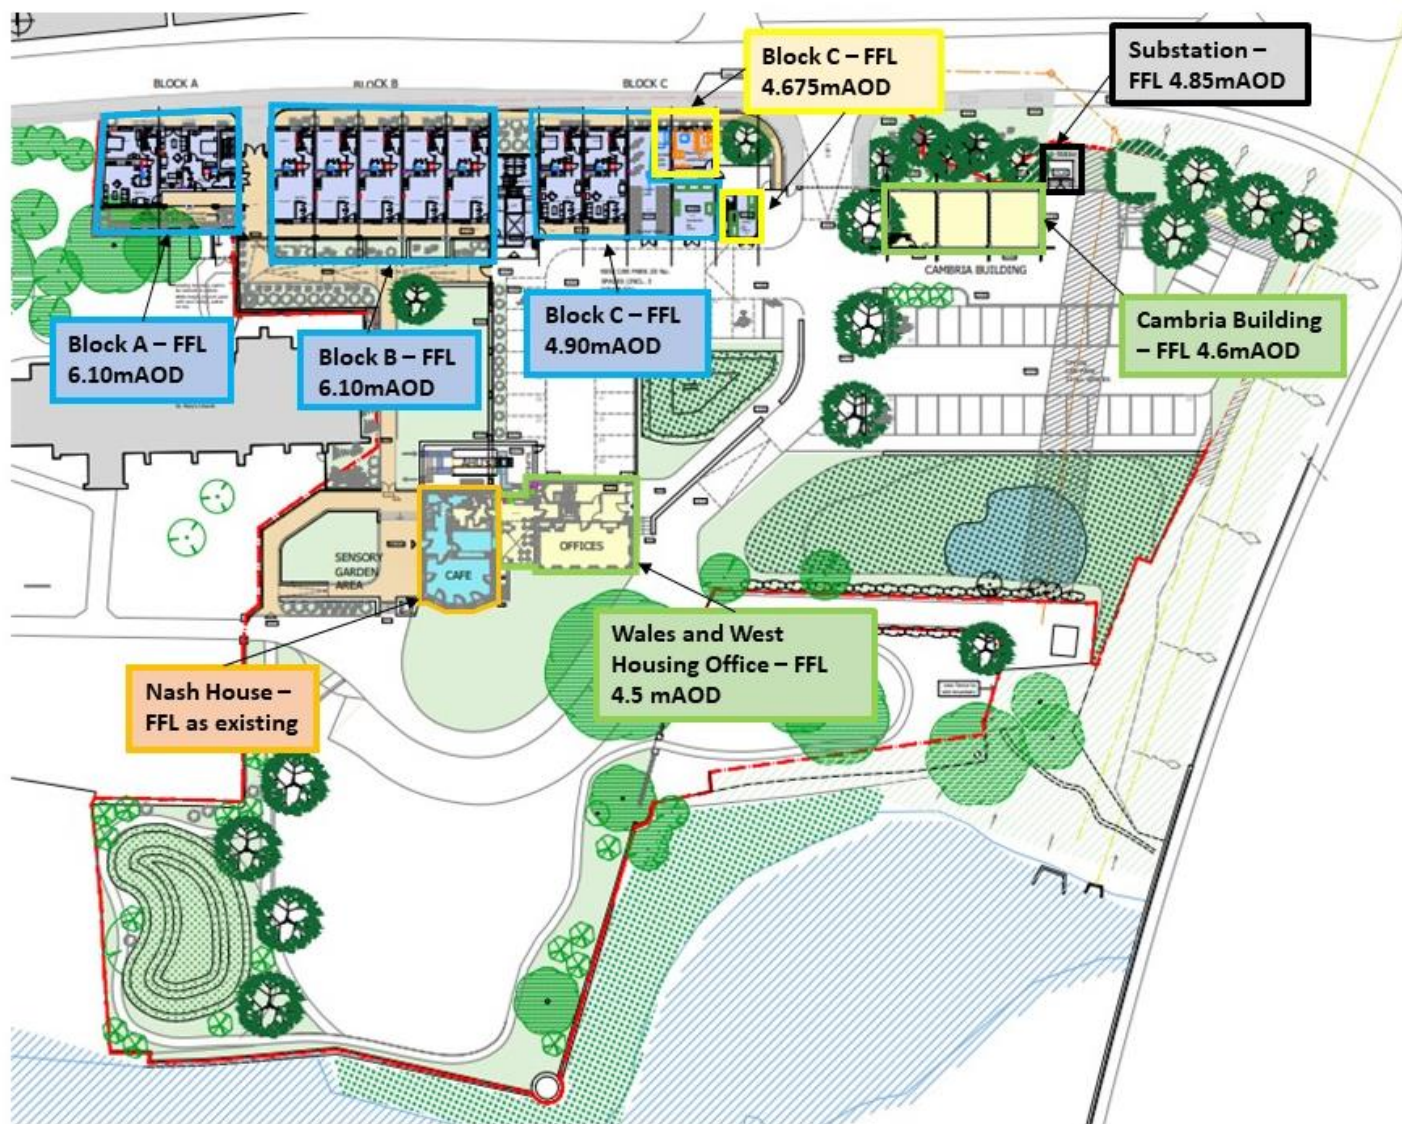 BLOCK A
BLOCK B
BLOCK C
Block C – FFL
4.675mAOD
Substation –
FFL 4.85mAOD
Block A – FFL
6.10mAOD
Block B – FFL
6.10mAOD
Block C – FFL
4.90mAOD
CAMBRIA BUILDING
Cambria Building
– FFL 4.6mAOD
SENSORY
GARDEN
AREA
CAFE
OFFICES
Nash House –
FFL as existing
Wales and West
Housing Office – FFL
4.5 mAOD